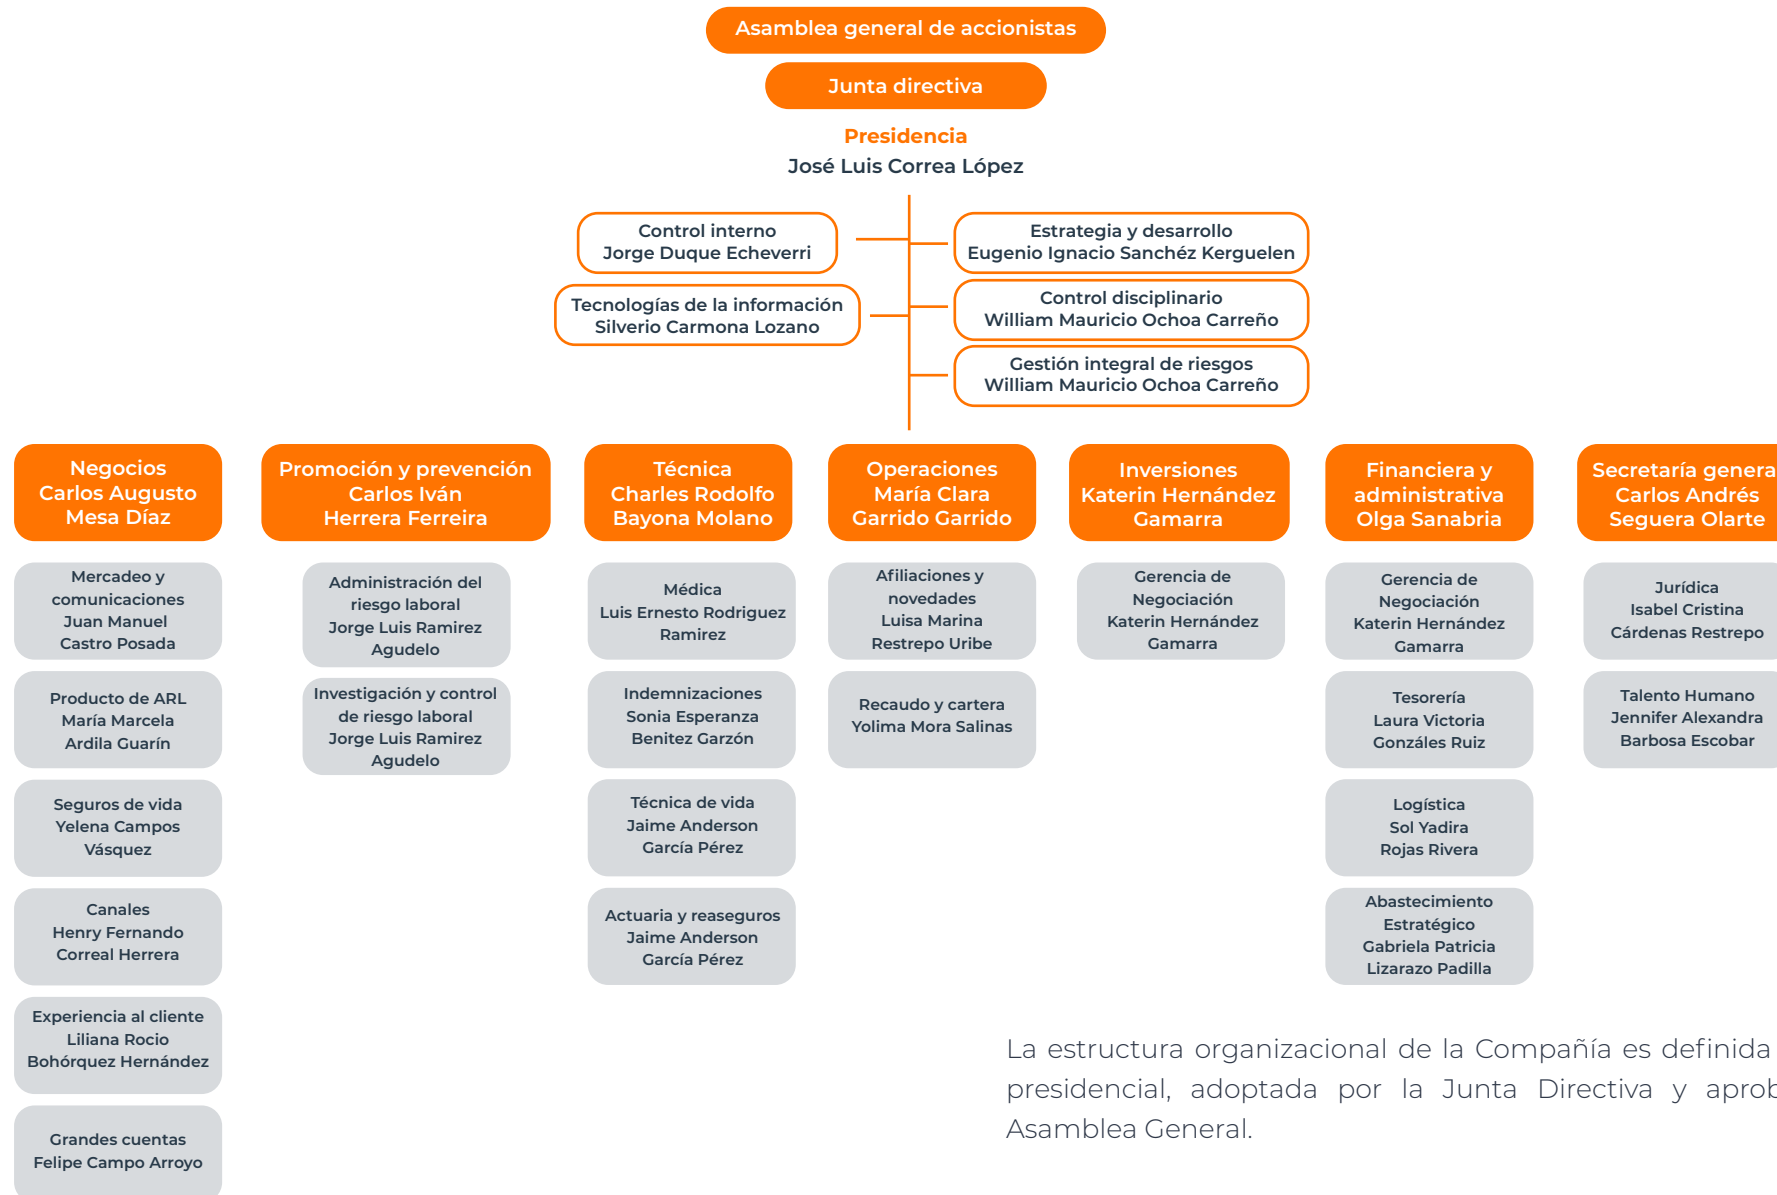 Asamblea general de accionistas
Junta directiva
Presidencia
José Luis Correa López
Control interno
Jorge Duque Echeverri
Estrategia y desarrollo
Eugenio Ignacio Sanchéz Kerguelen
Tecnologías de la información
Silverio Carmona Lozano
Control disciplinario
William Mauricio Ochoa Carreño
Gestión integral de riesgos
William Mauricio Ochoa Carreño
Negocios
Carlos Augusto
Mesa Díaz
Mercadeo y
comunicaciones
Juan Manuel
Castro Posada
Producto de ARL
María Marcela
Ardila Guarín
Seguros de vida
Yelena Campos
Vásquez
Canales
Henry Fernando
Correal Herrera
Experiencia al cliente
Liliana Rocio
Bohórquez Hernández
Grandes cuentas
Felipe Campo Arroyo
Promoción y prevención
Carlos Iván
Herrera Ferreira
Administración del
riesgo laboral
Jorge Luis Ramirez
Agudelo
Investigación y control
de riesgo laboral
Jorge Luis Ramirez
Agudelo
Técnica
Charles Rodolfo
Bayona Molano
Médica
Luis Ernesto Rodriguez
Ramirez
Indemnizaciones
Sonia Esperanza
Benitez Garzón
Técnica de vida
Jaime Anderson
García Pérez
Actuaria y reaseguros
Jaime Anderson
García Pérez
Operaciones
María Clara
Garrido Garrido
Afiliaciones y
novedades
Luisa Marina
Restrepo Uribe
Recaudo y cartera
Yolima Mora Salinas
Inversiones
Katerin Hernández
Gamarra
Gerencia de
Negociación
Katerin Hernández
Gamarra
Financiera y
administrativa
Olga Sanabria
Gerencia de
Negociación
Katerin Hernández
Gamarra
Tesorería
Laura Victoria
Gonzáles Ruiz
Logística
Sol Yadira
Rojas Rivera
Abastecimiento
Estratégico
Gabriela Patricia
Lizarazo Padilla
Secretaría genera
Carlos Andrés
Seguera Olarte
Jurídica
Isabel Cristina
Cárdenas Restrepo
Talento Humano
Jennifer Alexandra
Barbosa Escobar
La estructura organizacional de la Compañía es definida
presidencial, adoptada por la Junta Directiva y aprob
Asamblea General.